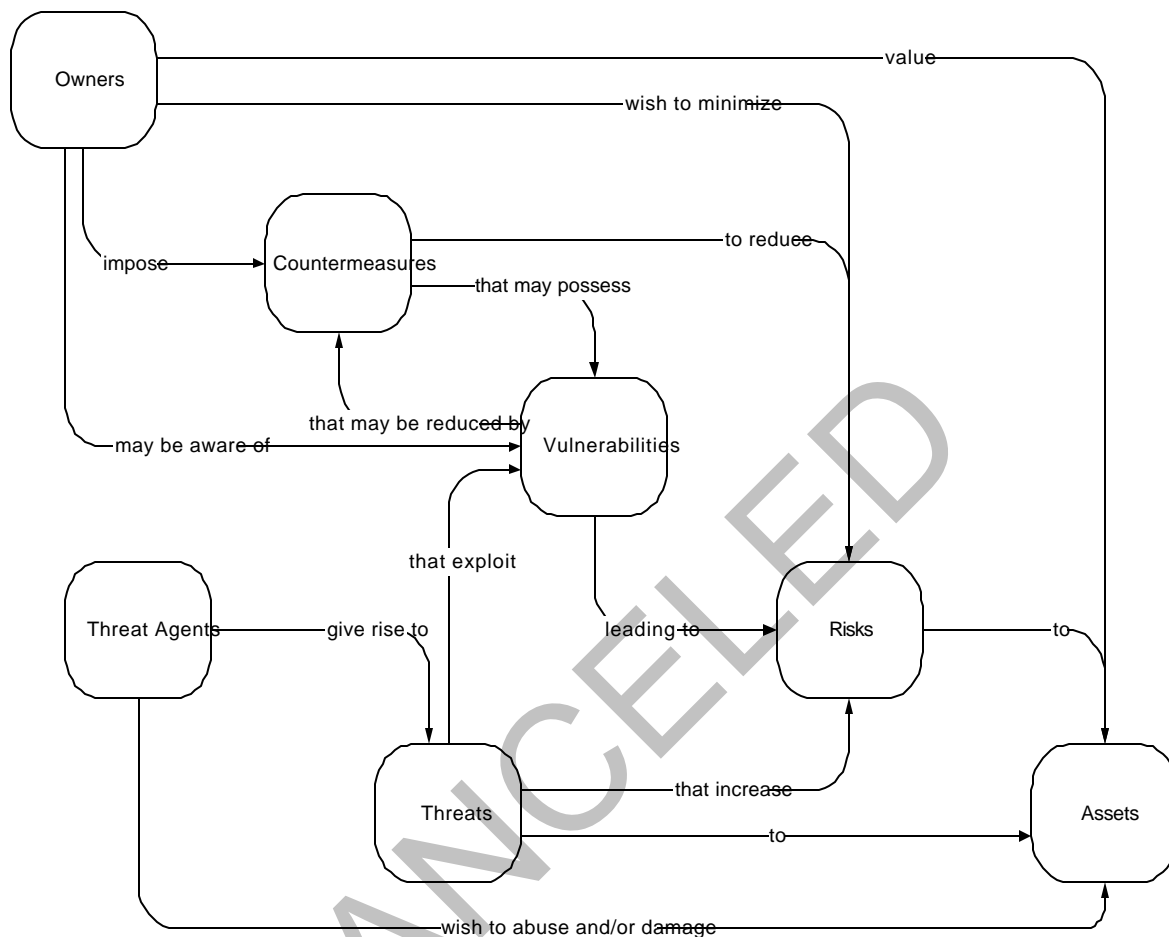 Owners
value
wish to minimize
to reduce
impose
Countermeasures
that may possess
that may be reduced by
may be aware of
Vulnerabilities
that exploit
Threat Agents
give rise to
leading to
Risks
to
that increase
Threats
to
Assets
wish to abuse and/or damage
ANCELED